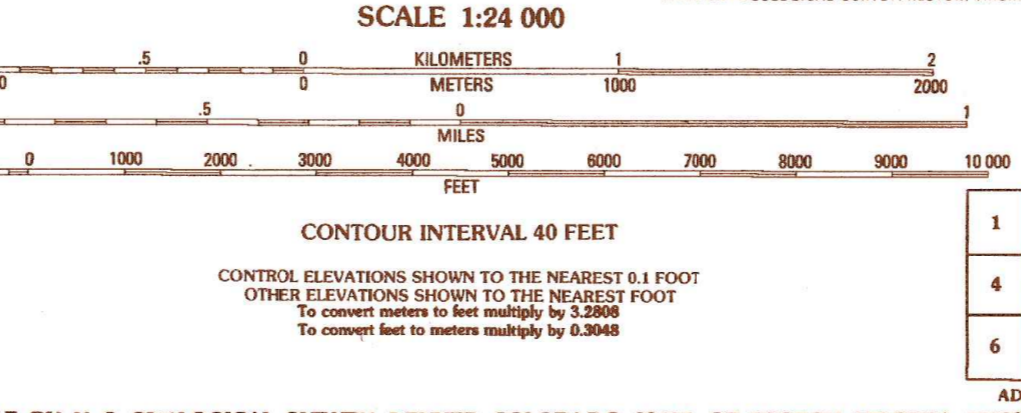 SCALE 1:24 000
.5 0 KILOMETERS 1 2
0 0 METERS 1000 2000
.5 0 1
MILES
0 1000 2000 3000 4000 5000 6000 7000 8000 9000 10 000
FEET
CONTOUR INTERVAL 40 FEET
CONTROL ELEVATIONS SHOWN TO THE NEAREST 0.1 FOOT
OTHER ELEVATIONS SHOWN TO THE NEAREST FOOT
To convert meters to feet multiply by 3.2808
To convert feet to meters multiply by 0.3048
1
4
6
AD